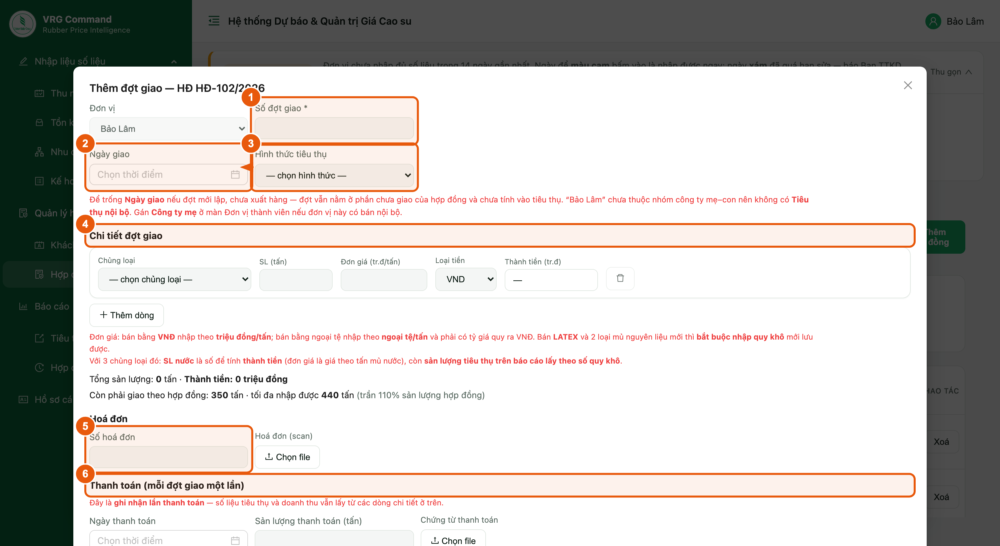 VRG Command
Rubber Price Intelligence
Hệ thống Dự báo & Quản trị Giá Cao su
Bảo Lâm
Nhập liệu số liệu
Đơn vị chưa nhập đủ số liệu trong 14 ngày gần nhất. Ngày để màu cam bấm vào là nhập được ngay; ngày xám đã quá hạn sửa — báo Ban TTKD
Thu gọn
Thu
Tồn
Nhu
Kế
Quản lý
Khác
Hợp
Báo cáo
Tiêu
Hợp
Hồ sơ cá
Thêm đợt giao — HĐ HĐ-102/2026
1
Đơn vị
Số đợt giao *
Bảo Lâm
2
3
Ngày giao
Hình thức tiêu thụ
Chọn thời điểm
— chọn hình thức —
Để trống Ngày giao nếu đợt mới lập, chưa xuất hàng — đợt vẫn nằm ở phần chưa giao của hợp đồng và chưa tính vào tiêu thụ. “Bảo Lâm” chưa thuộc nhóm công ty mẹ–con nên không có Tiêu
thụ nội bộ. Gán Công ty mẹ ở màn Đơn vị thành viên nếu đơn vị này có bán nội bộ.
4
Chi tiết đợt giao
Thêm
đồng
Chủng loại
SL (tấn)
Đơn giá (tr.đ/tấn)
Loại tiền
Thành tiền (tr.đ)
— chọn chủng loại —
VND
—
+ Thêm dòng
Đơn giá: bán bằng VNĐ nhập theo triệu đồng/tấn; bán bằng ngoại tệ nhập theo ngoại tệ/tấn và phải có tỷ giá quy ra VNĐ. Bán LATEX và 2 loại mủ nguyên liệu mới thì bắt buộc nhập quy khô mới lưu
được.
Với 3 chủng loại đó: SL nước là số để tính thành tiền (đơn giá là giá theo tấn mủ nước), còn sản lượng tiêu thụ trên báo cáo lấy theo số quy khô.
Tổng sản lượng: 0 tấn · Thành tiền: 0 triệu đồng
Còn phải giao theo hợp đồng: 350 tấn · tối đa nhập được 440 tấn (trần 110% sản lượng hợp đồng)
HAO TÁC
Hoá đơn
5
Số hoá đơn
Hoá đơn (scan)
Chọn file
Xoá
6
Thanh toán (mỗi đợt giao một lần)
Xoá
Đây là ghi nhận lần thanh toán — số liệu tiêu thụ và doanh thu vẫn lấy từ các dòng chi tiết ở trên.
Ngày thanh toán
Sản lượng thanh toán (tấn)
Chứng từ thanh toán
Chọn thời điểm
Chọn file